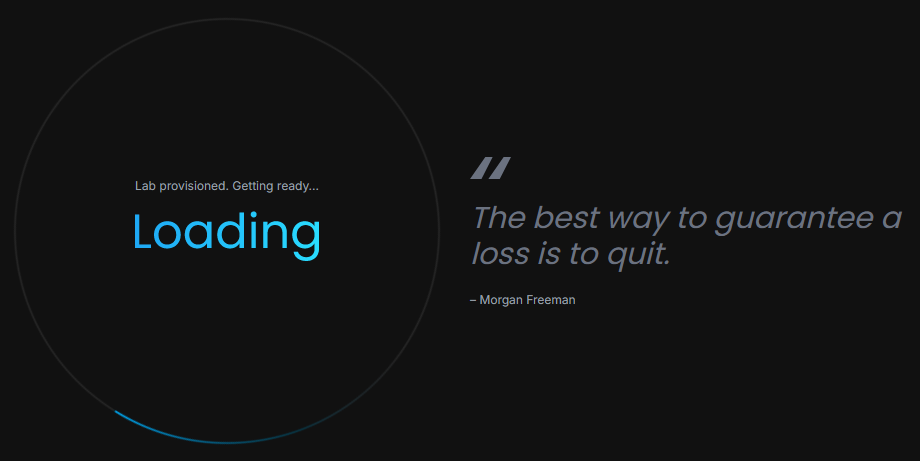 Lab provisioned. Getting ready...
Loading
"
The best way to guarantee a
loss is to quit.
– Morgan Freeman